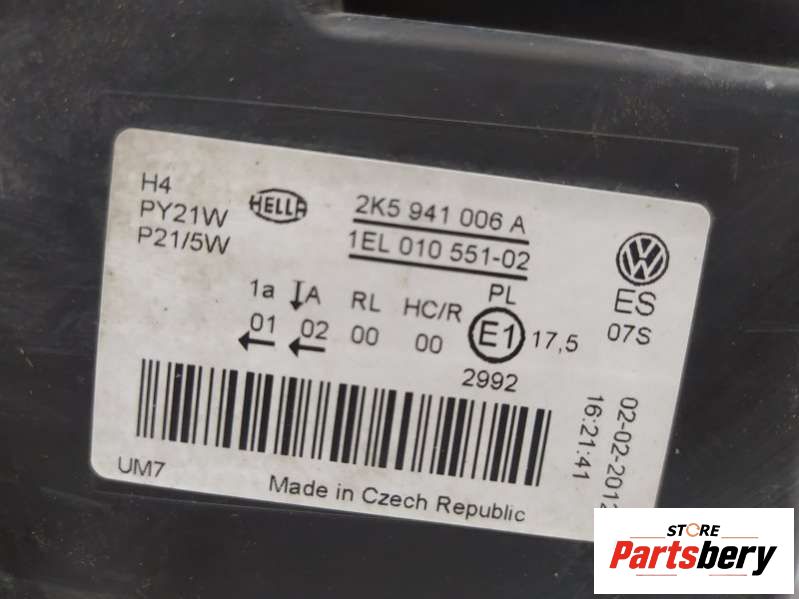 H4
PY21W
P21/5W
HELLA
2K5 941 006 A
1EL 010 551-02
VW
ES
07S
1a A RL HC/R PL
01 02 00 00 E1 17,5
2992
02-02-2012
16:21:41
UM7
Made in Czech Republic
STORE
Partsbery